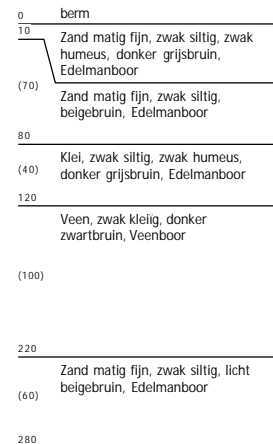 0 berm
10 Zand matig fijn, zwak siltig, zwak
humeus, donker grijsbruin,
Edelmanboor
(70) Zand matig fijn, zwak siltig,
beigebruin, Edelmanboor
80
Klei, zwak siltig, zwak humeus,
(40) donker grijsbruin, Edelmanboor
120
Veen, zwak kleiïg, donker
zwartbruin, Veenboor
(100)
220
Zand matig fijn, zwak siltig, licht
(60) beigebruin, Edelmanboor
280